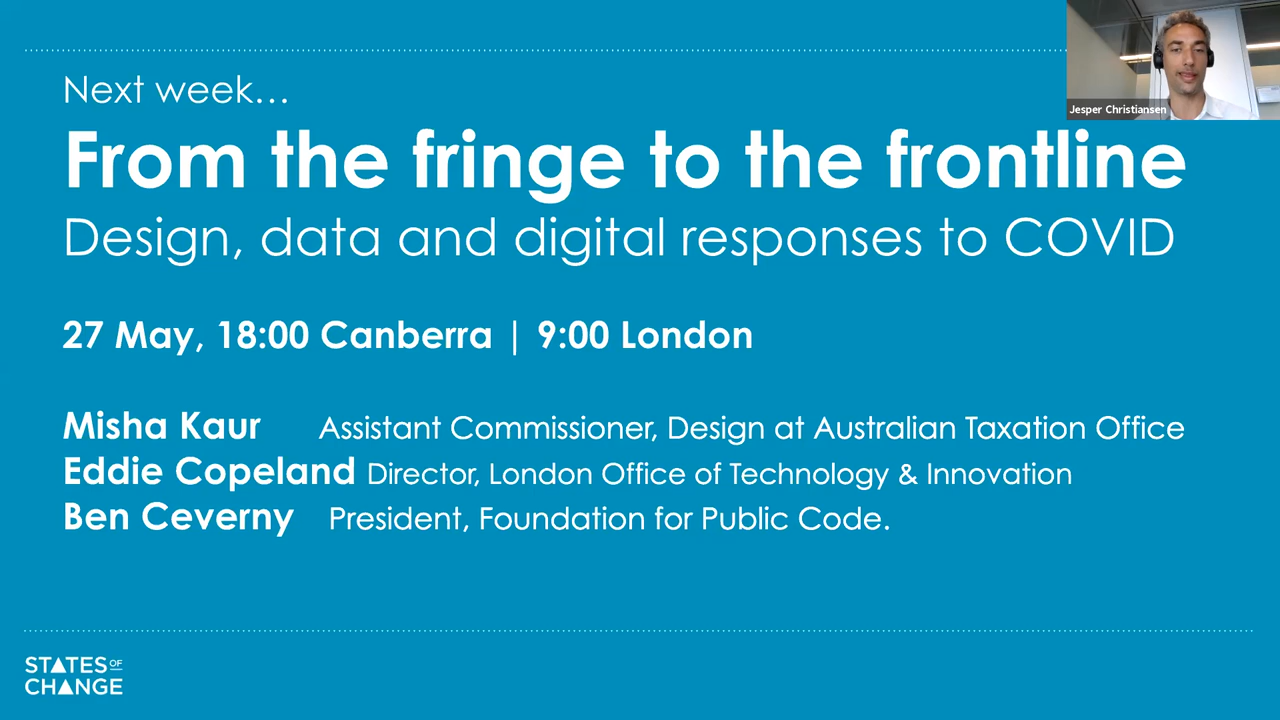 Next week...
From the fringe to the frontline
Design, data and digital responses to COVID
27 May, 18:00 Canberra | 9:00 London
Misha Kaur Assistant Commissioner, Design at Australian Taxation Office
Eddie Copeland Director, London Office of Technology & Innovation
Ben Ceverny President, Foundation for Public Code.
Jesper Christiansen
STATES OF
CHANGE